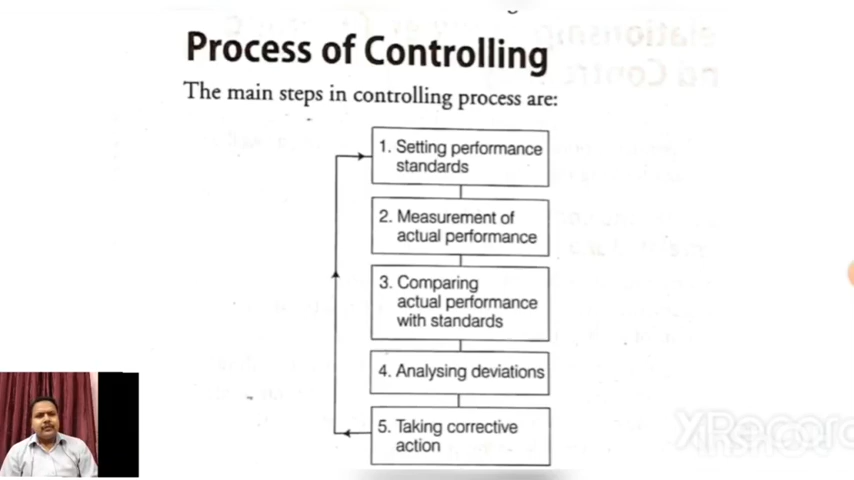 Process of Controlling
The main steps in controlling process are:
1. Setting performance
standards
2. Measurement of
actual performance
3. Comparing
actual performance
with standards
4. Analysing deviations
5. Taking corrective
action
XRecor